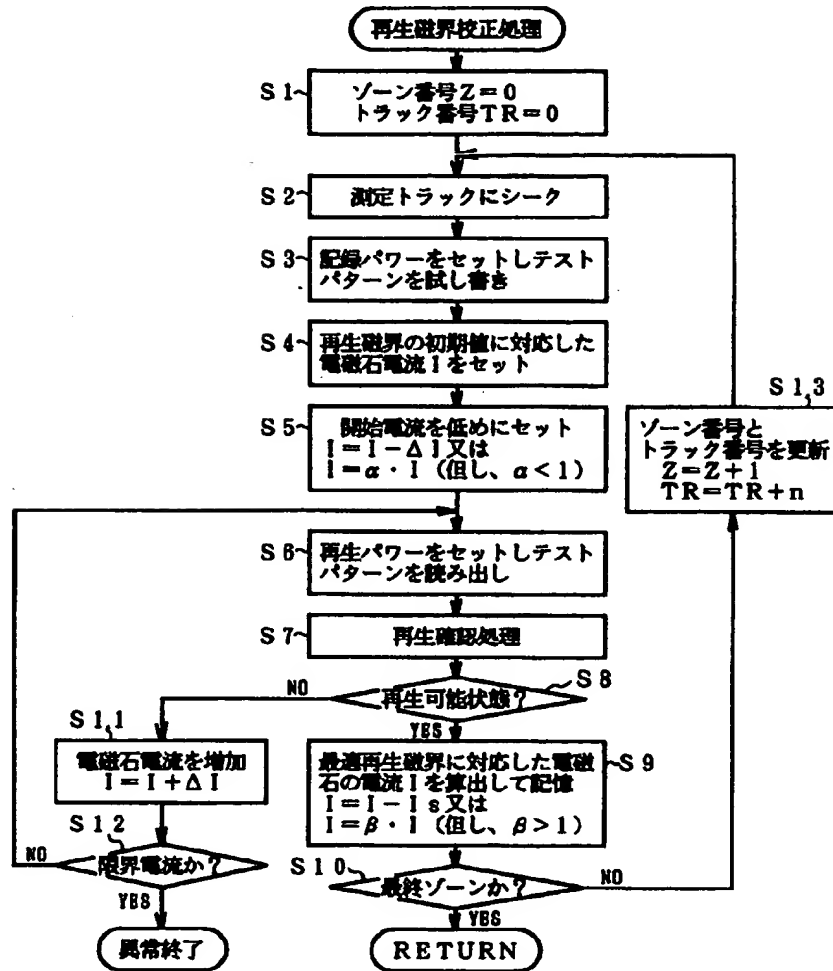 再生磁界校正処理
S1
ゾーン番号Z=0
トラック番号TR=0
S2
測定トラックにシーク
S3
記録パワーをセットしテスト
パターンを試し書き
S4
再生磁界の初期値に対応した
電磁石電流Iをセット
S5
開始電流を低めにセット
I=I-ΔI又は
I=α・I(但し、α<1)
S13
ゾーン番号と
トラック番号を更新
Z=Z+1
TR=TR+n
S6
再生パワーをセットしテスト
パターンを読み出し
S7
再生確認処理
S8
再生可能状態?
NO
YES
S11
電磁石電流を増加
I=I+ΔI
S9
最適再生磁界に対応した電磁
石の電流Iを算出して記憶
I=I-Is又は
I=β・I(但し、β>1)
S12
限界電流か?
NO
YES
S10
最終ゾーンか?
NO
YES
異常終了
RETURN